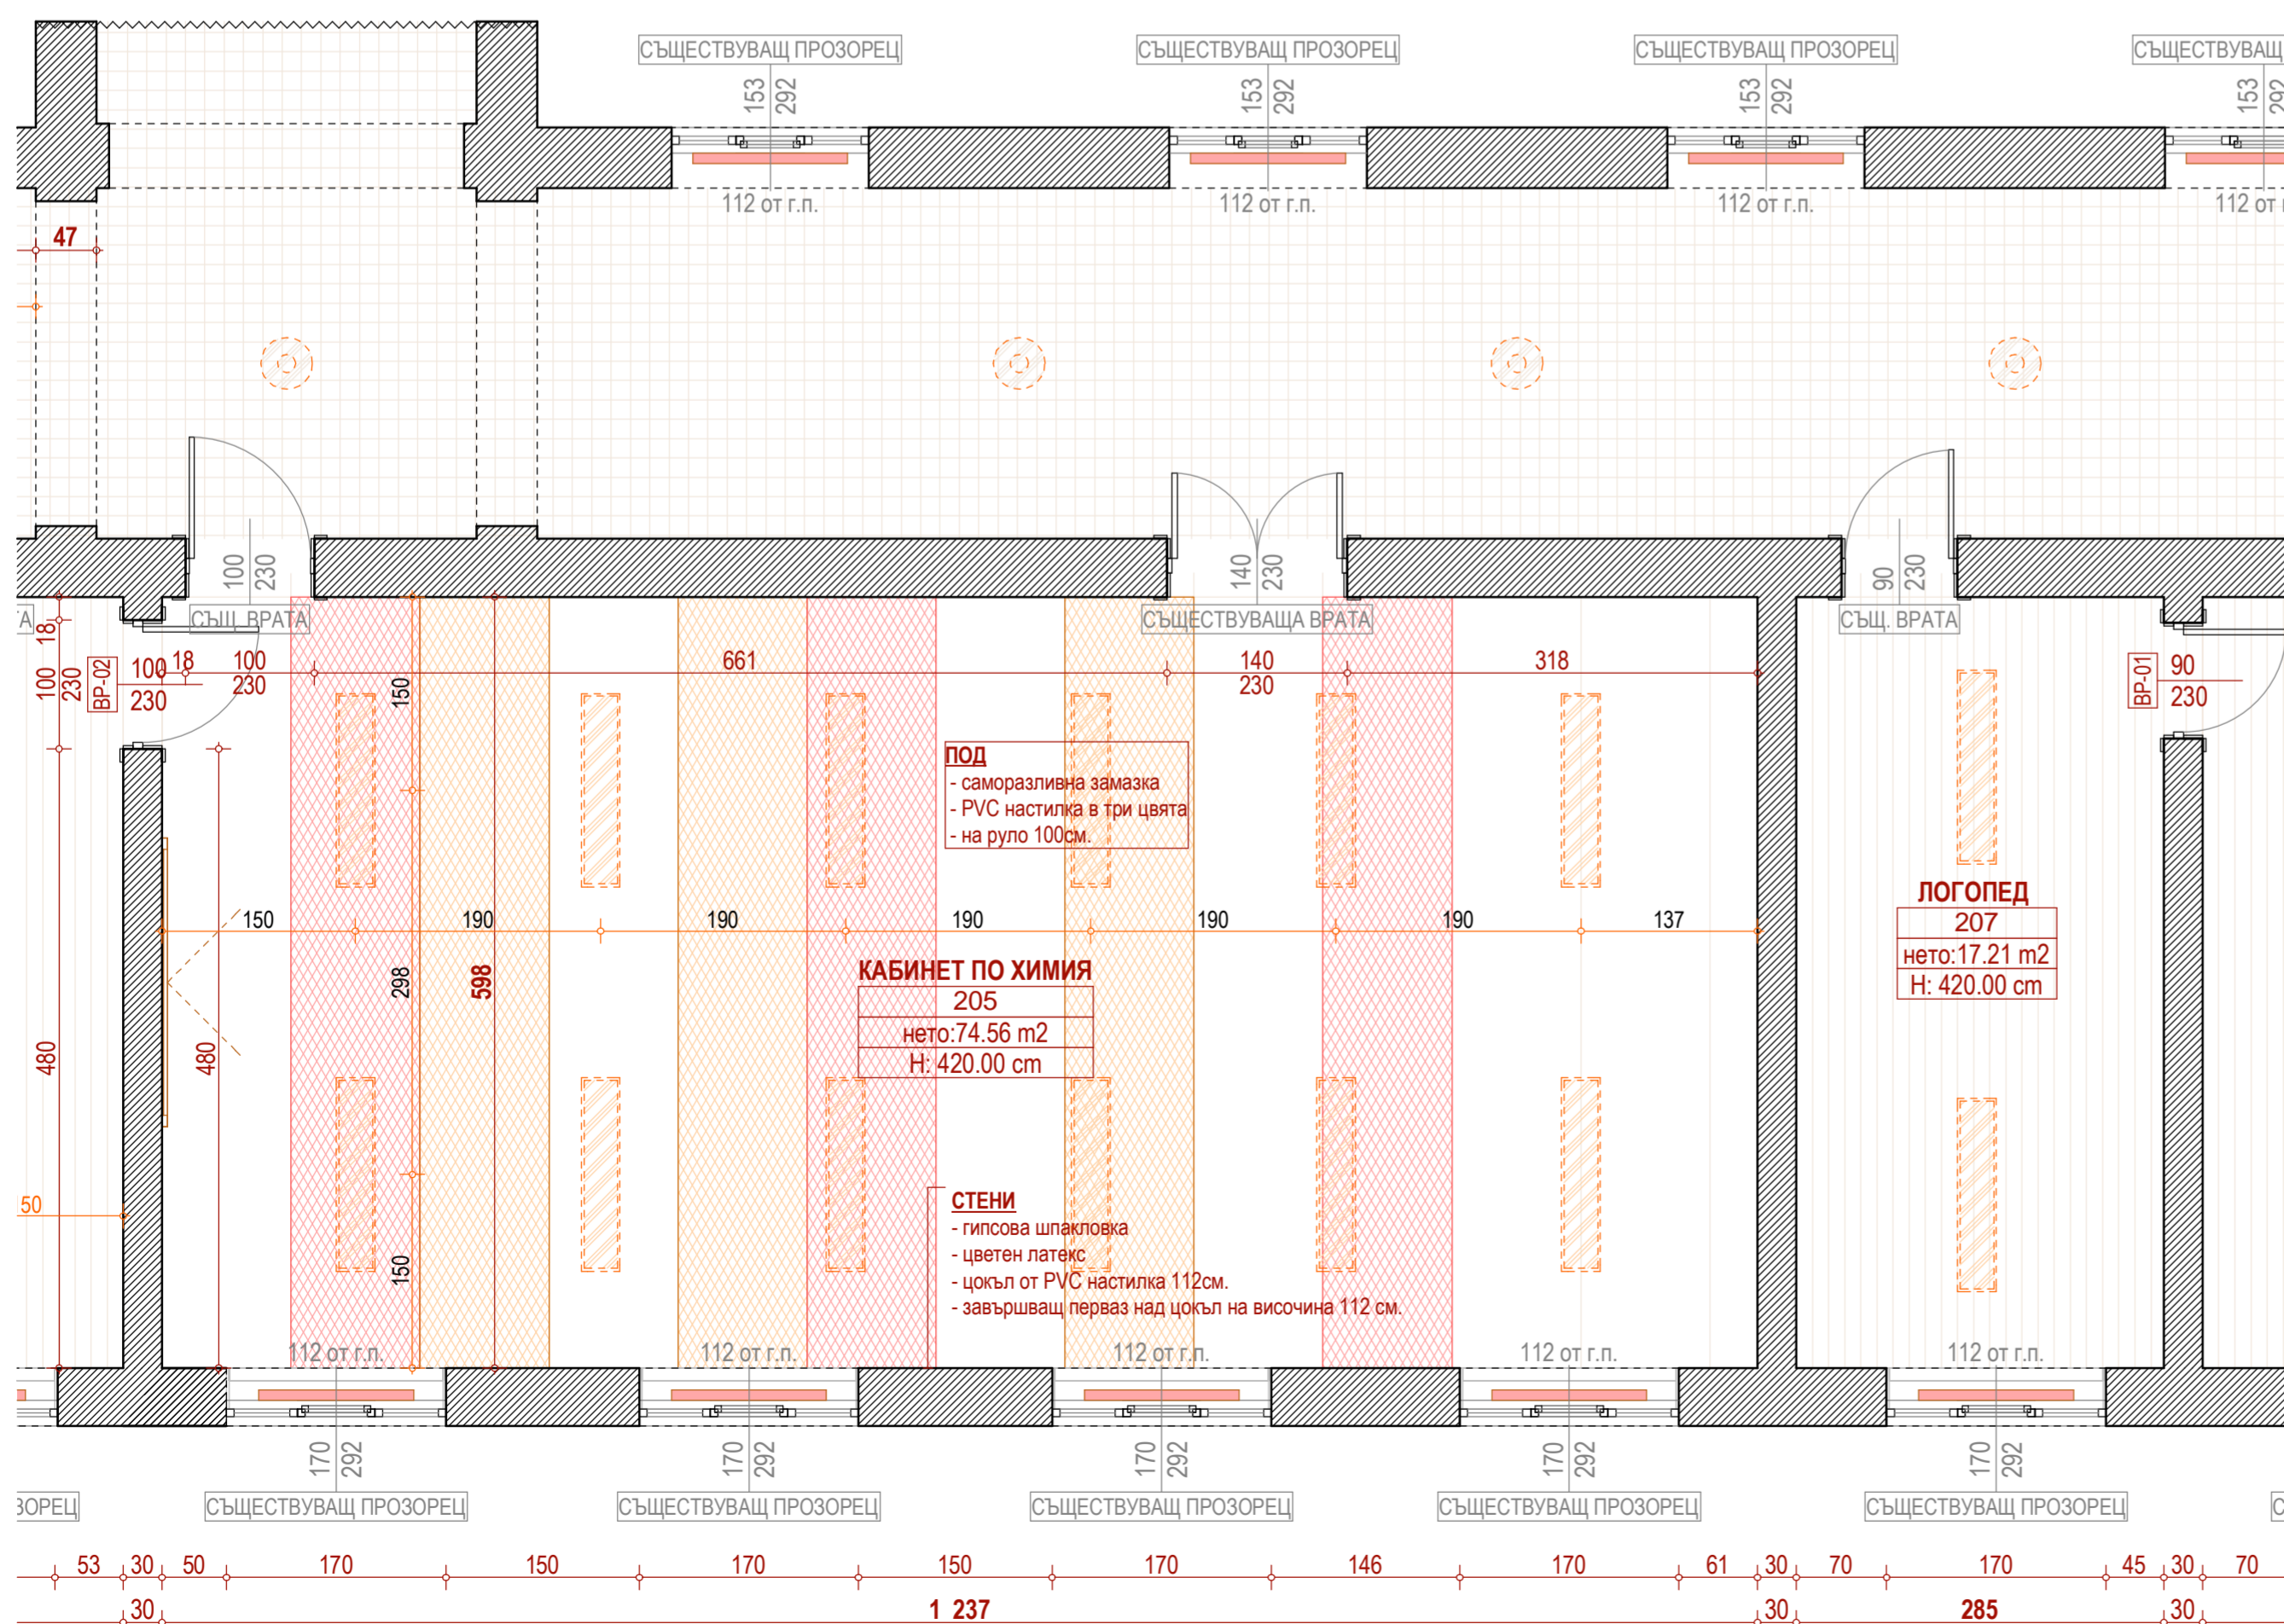 СЪЩЕСТВУВАЩ ПРОЗОРЕЦ
СЪЩЕСТВУВАЩ ПРОЗОРЕЦ
СЪЩЕСТВУВАЩ ПРОЗОРЕЦ
СЪЩЕСТВУВАЩ
153
292
153
292
153
292
153
292
112 от г.п.
112 от г.п.
112 от г.п.
112 от
47
100
230
140
230
90
230
СЪЩ. ВРАТА
СЪЩЕСТВУВАЩА ВРАТА
СЪЩ. ВРАТА
18
100
230
ВР-02
100
230
18
100
230
661
140
230
318
ВР-01
90
230
150
ПОД
- саморазливна замазка
- PVC настилка в три цвята
- на руло 100см.
150
190
190
190
190
190
137
298
598
КАБИНЕТ ПО ХИМИЯ
205
нето:74.56 m2
H: 420.00 cm
ЛОГОПЕД
207
нето:17.21 m2
H: 420.00 cm
480
480
50
150
СТЕНИ
- гипсова шпакловка
- цветен латекс
- цокъл от PVC настилка 112см.
- завършващ перваз над цокъл на височина 112 см.
112 от г.п.
112 от г.п.
112 от г.п.
112 от г.п.
112 от г.п.
170
292
170
292
170
292
170
292
170
292
ЗОРЕЦ
СЪЩЕСТВУВАЩ ПРОЗОРЕЦ
СЪЩЕСТВУВАЩ ПРОЗОРЕЦ
СЪЩЕСТВУВАЩ ПРОЗОРЕЦ
СЪЩЕСТВУВАЩ ПРОЗОРЕЦ
СЪЩЕСТВУВАЩ ПРОЗОРЕЦ
53 30 50 170 150 170 150 170 146 170 61 30 70 170 45 30 70
30 1 237 30 285 30